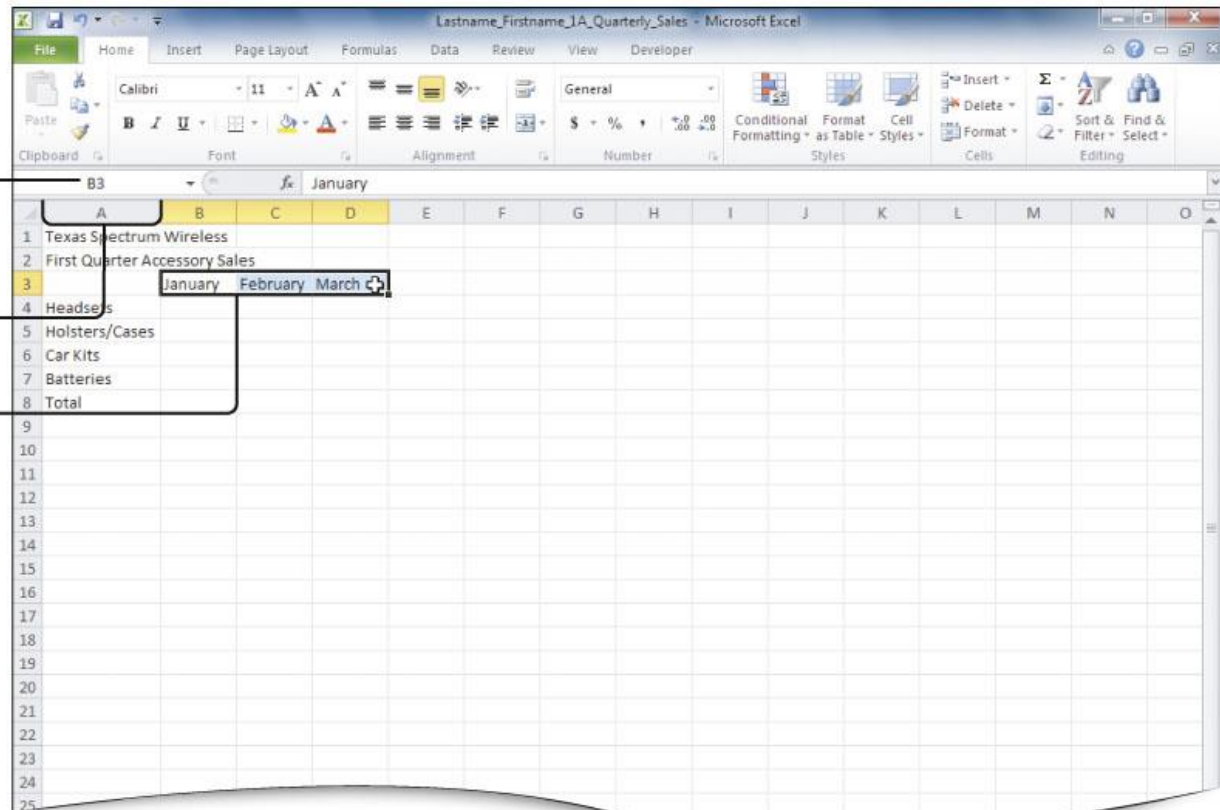 Lastname_Firstname_1A_Quarterly_Sales - Microsoft Excel
File Home Insert Page Layout Formulas Data Review View Developer
Paste
Calibri 11 A A
B I U A
General
$ % , .0 .00 .00 .0
Conditional Formatting Format as Table Cell Styles
Insert
Delete
Format
Σ
Sort & Filter Find & Select
Clipboard Font Alignment Number Styles Cells Editing
B3 fx January
A B C D E F G H I J K L M N O
1 Texas Spectrum Wireless
2 First Quarter Accessory Sales
3 January February March
4 Headsets
5 Holsters/Cases
6 Car Kits
7 Batteries
8 Total
9
10
11
12
13
14
15
16
17
18
19
20
21
22
23
24
25